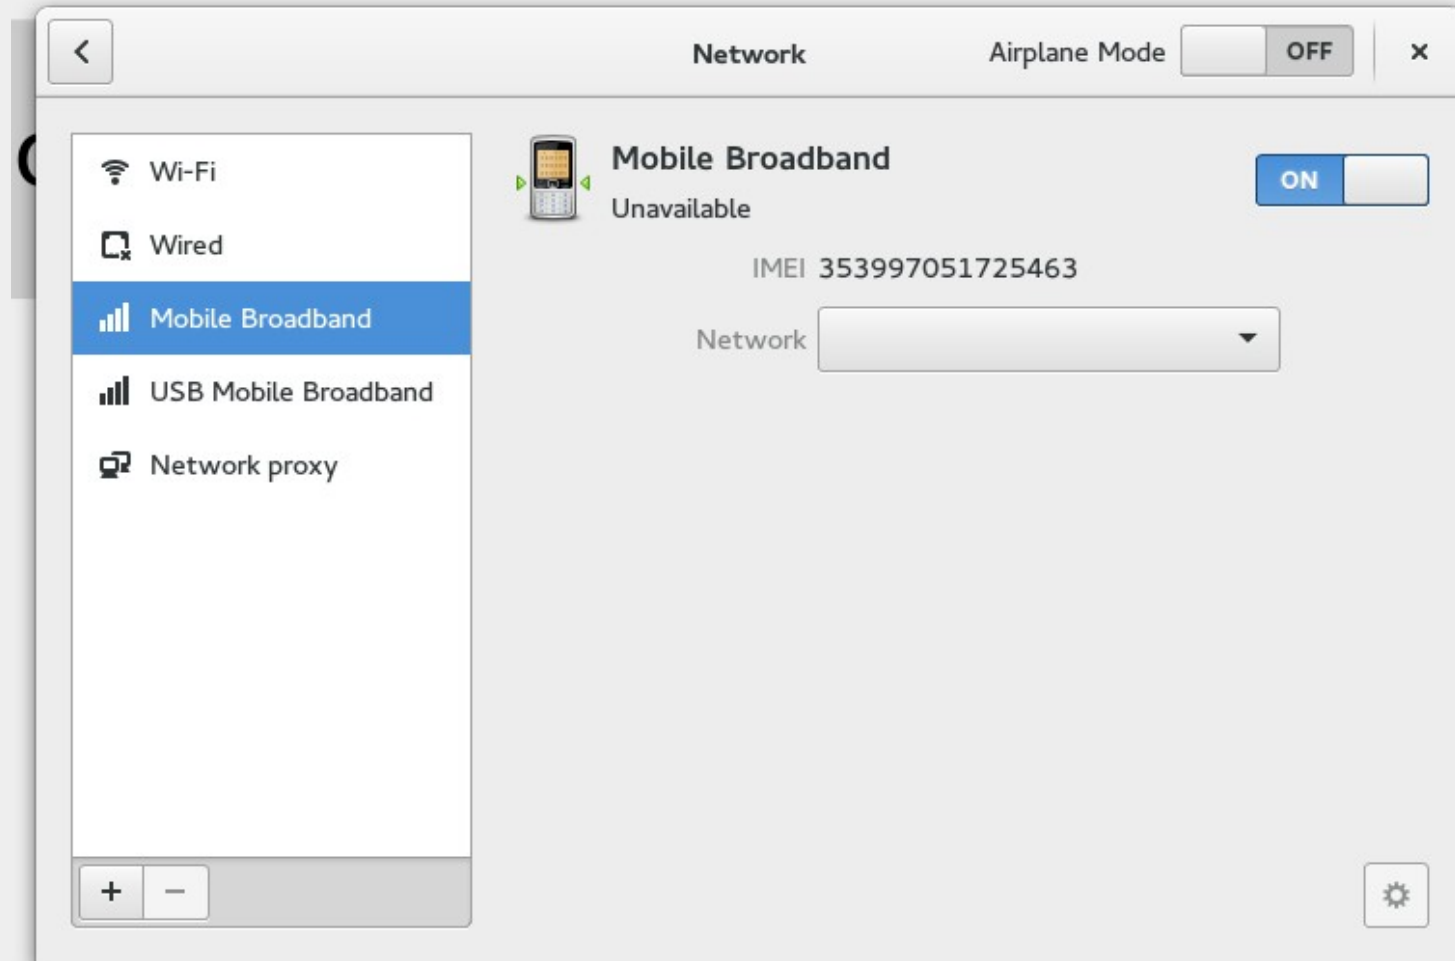 Network
Airplane Mode OFF
Wi-Fi
Wired
Mobile Broadband
USB Mobile Broadband
Network proxy
Mobile Broadband
ON
Unavailable
IMEI 353997051725463
Network